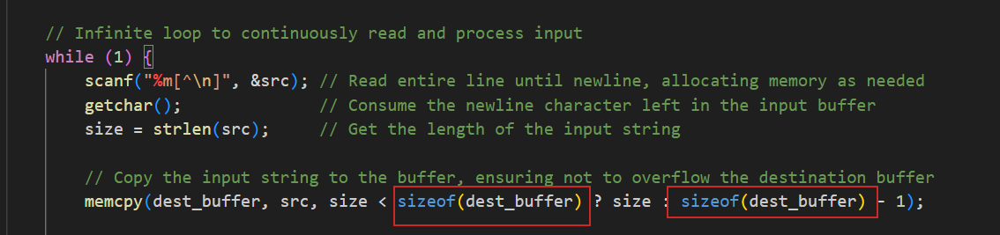 // Infinite loop to continuously read and process input
while (1) {
scanf("%m[^\n]", &src); // Read entire line until newline, allocating memory as needed
getchar(); // Consume the newline character left in the input buffer
size = strlen(src); // Get the length of the input string
// Copy the input string to the buffer, ensuring not to overflow the destination buffer
memcpy(dest_buffer, src, size < sizeof(dest_buffer) ? size : sizeof(dest_buffer) - 1);